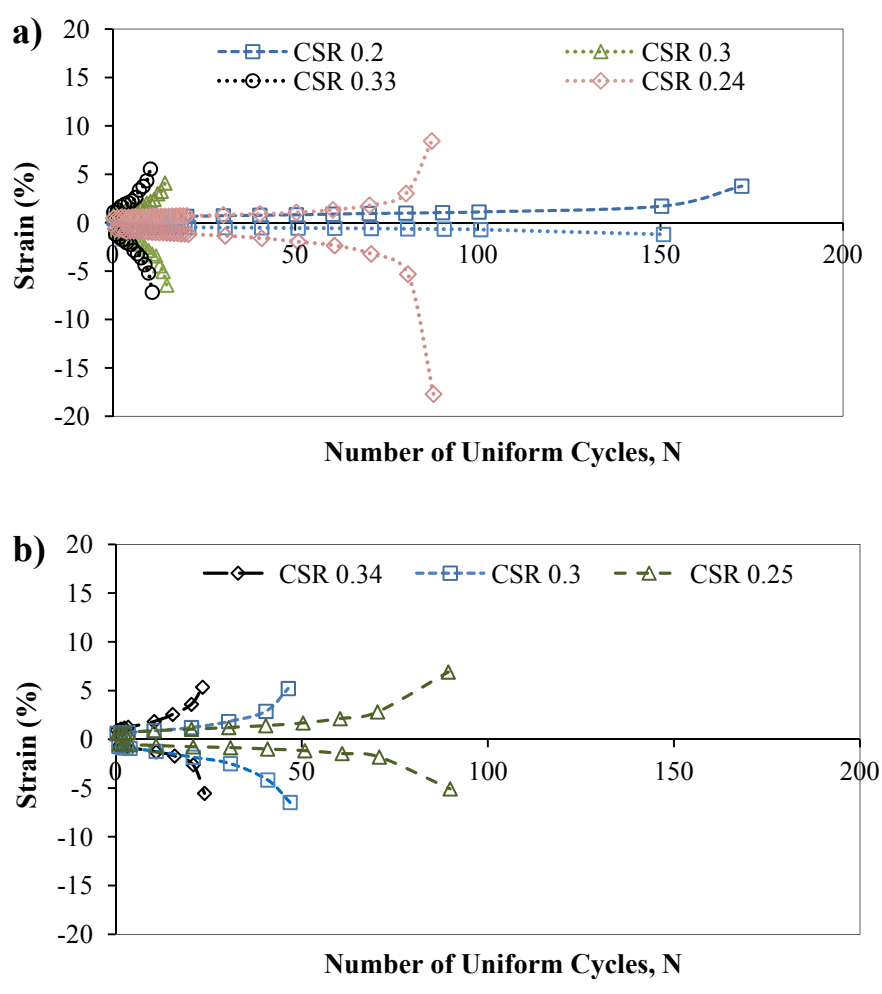 a)
20
15
10
5
0
-5
-10
-15
-20
Strain (%)
CSR 0.2
CSR 0.3
CSR 0.33
CSR 0.24
0
50
100
150
200
Number of Uniform Cycles, N
b)
20
15
10
5
0
-5
-10
-15
-20
Strain (%)
CSR 0.34
CSR 0.3
CSR 0.25
0
50
100
150
200
Number of Uniform Cycles, N